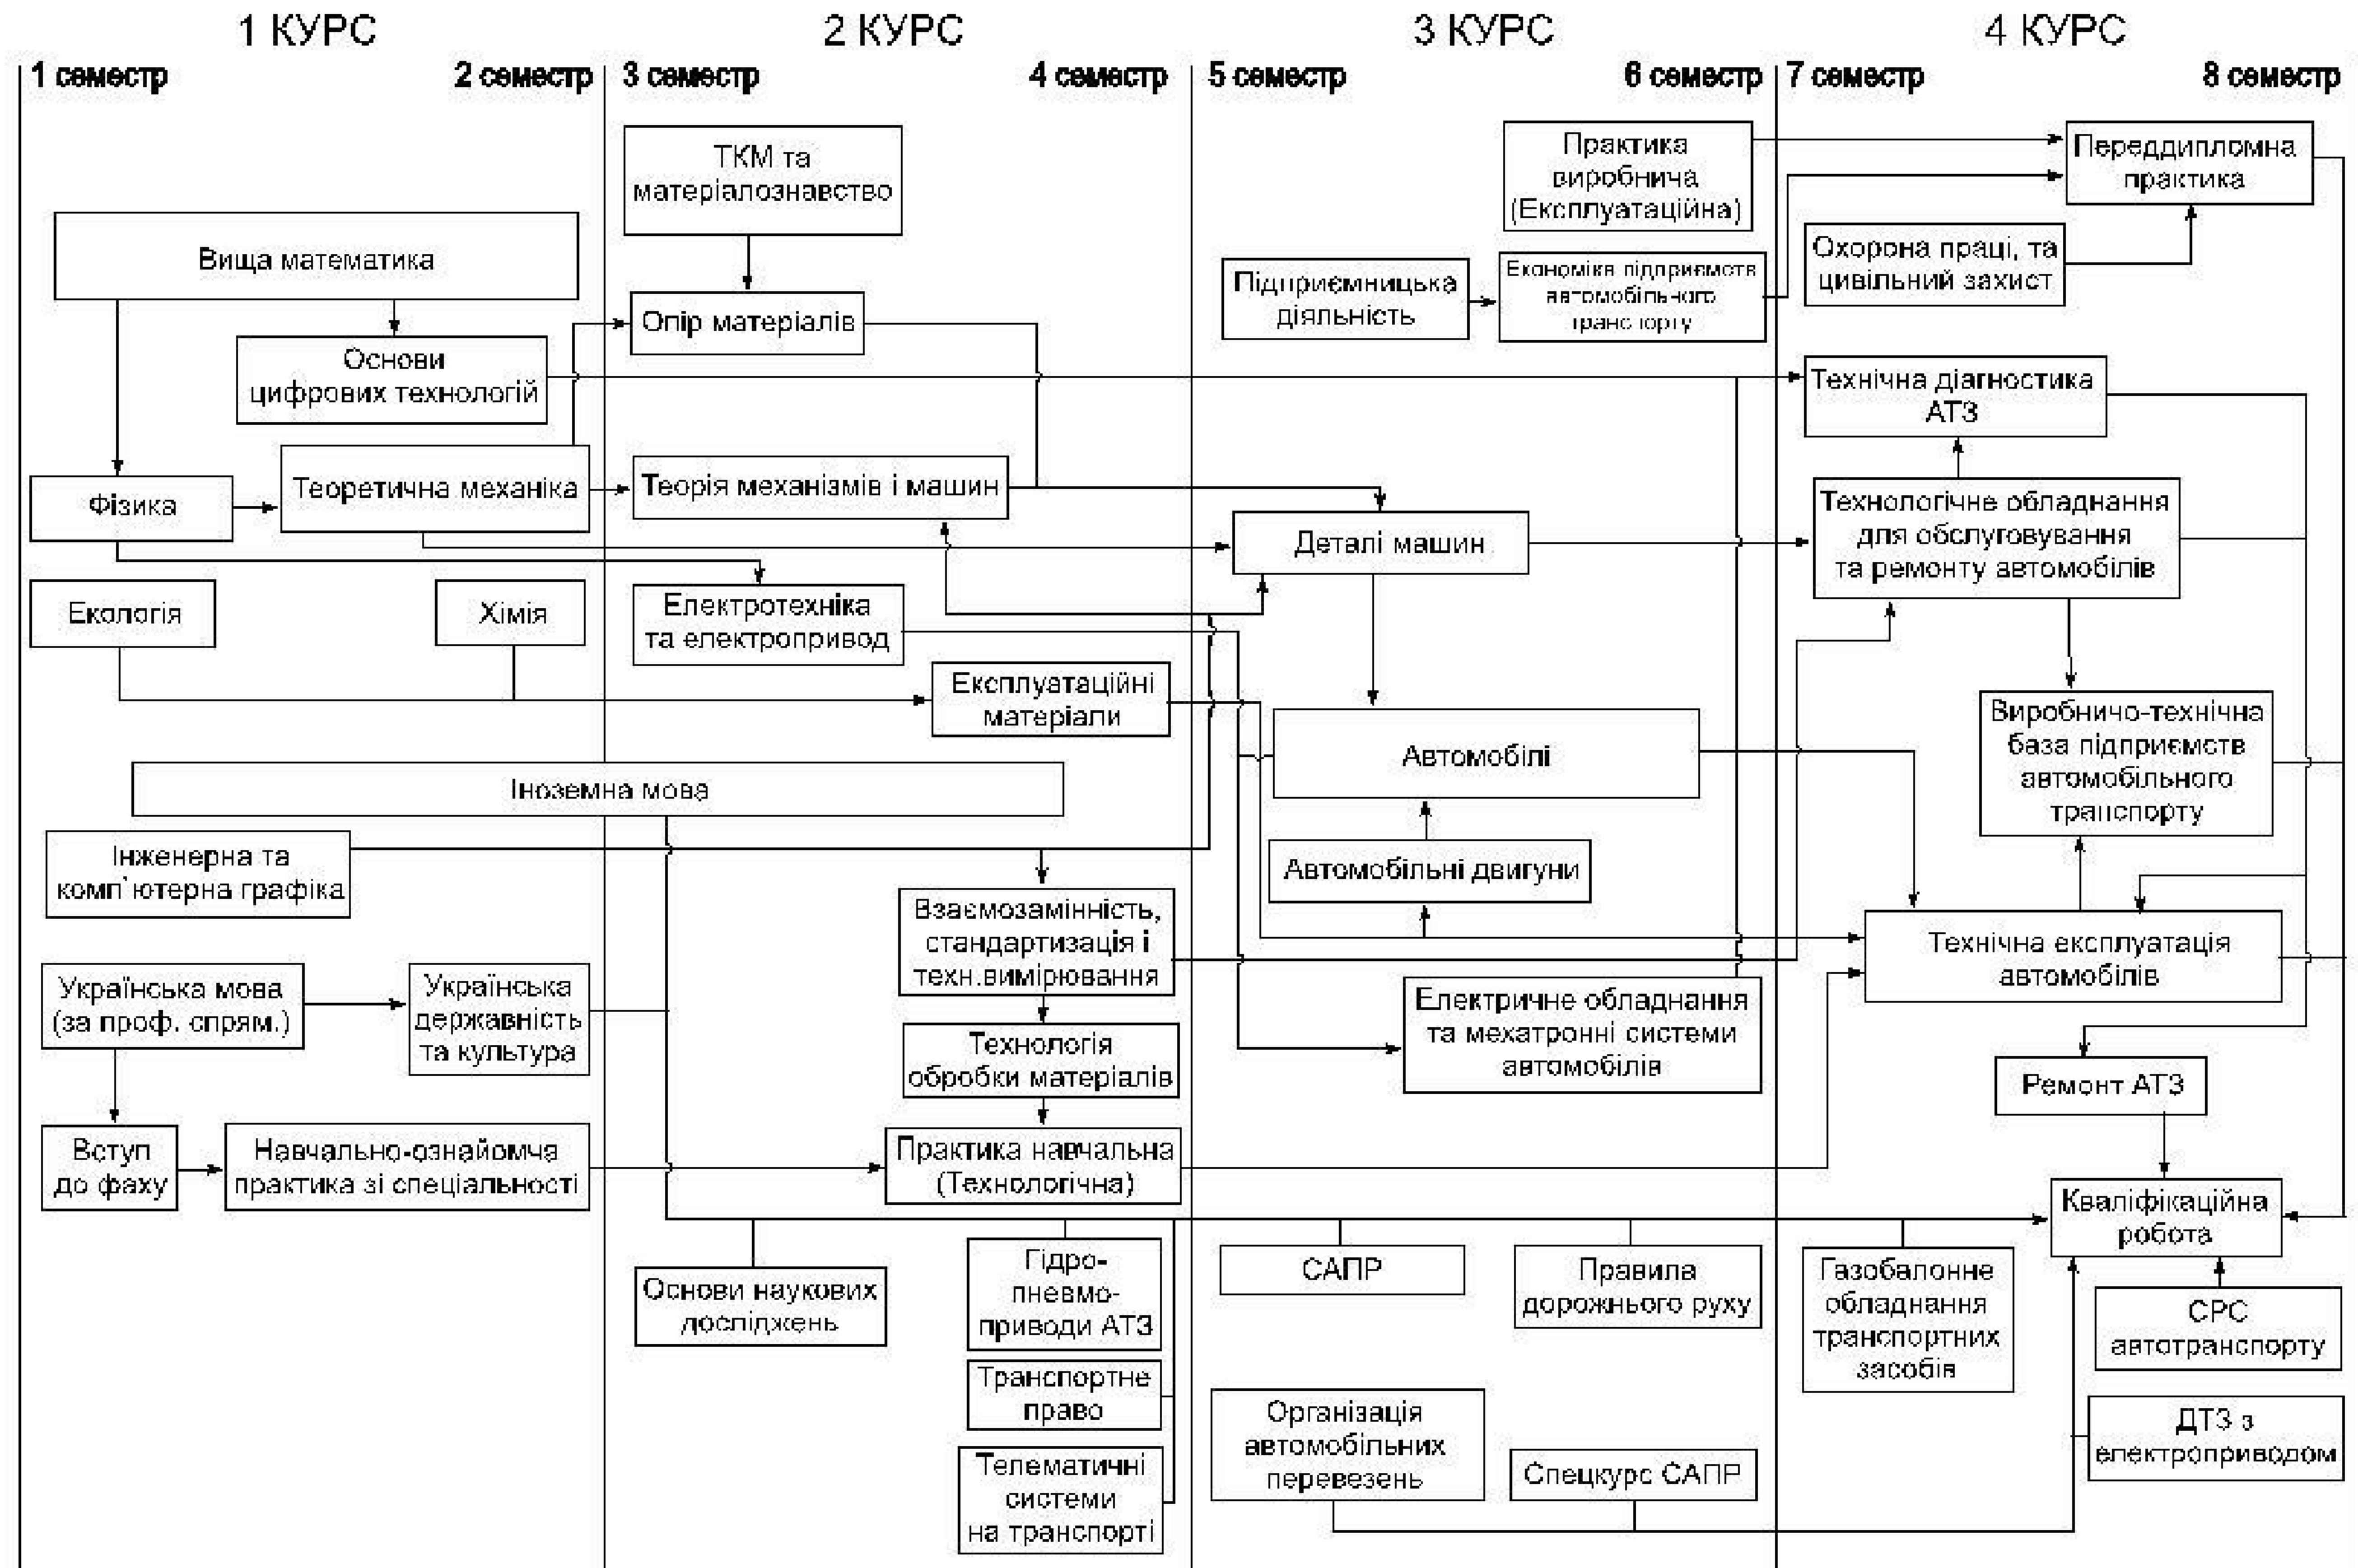 1 КУРС
2 КУРС
3 КУРС
4 КУРС
1 семестр
2 семестр
3 семестр
4 семестр
5 семестр
6 семестр
7 семестр
8 семестр
Вища математика
Основи
цифрових технологій
Фізика
Теоретична механіка
Екологія
Хімія
Іноземна мова
Інженерна та
комп`ютерна графіка
Українська мова
(за проф. спрям.)
Українська
державність
та культура
Вступ
до фаху
Навчально-ознайомча
практика зі спеціальності
ТКМ та
матеріалознавство
Опір матеріалів
Теорія механізмів і машин
Електротехніка
та електропривод
Експлуатаційні
матеріали
Взаємозамінність,
стандартизація і
техн.вимірювання
Технологія
обробки матеріалів
Практика навчальна
(Технологічна)
Основи наукових
досліджень
Гідро-
пневмо-
приводи АТЗ
Транспортне
право
Телематичні
системи
на транспорті
Практика
виробнича
(Експлуатаційна)
Підприємницька
діяльність
Економіка підприємств
автомобільного
транспорту
Деталі машин
Автомобілі
Автомобільні двигуни
Електричне обладнання
та мехатронні системи
автомобілів
САПР
Правила
дорожнього руху
Організація
автомобільних
перевезень
Спецкурс САПР
Переддипломна
практика
Охорона праці, та
цивільний захист
Технічна діагностика
АТЗ
Технологічне обладнання
для обслуговування
та ремонту автомобілів
Виробничо-технічна
база підприємств
автомобільного
транспорту
Технічна експлуатація
автомобілів
Ремонт АТЗ
Кваліфікаційна
робота
Газобалонне
обладнання
транспортних
засобів
СРС
автотранспорту
ДТЗ з
електроприводом